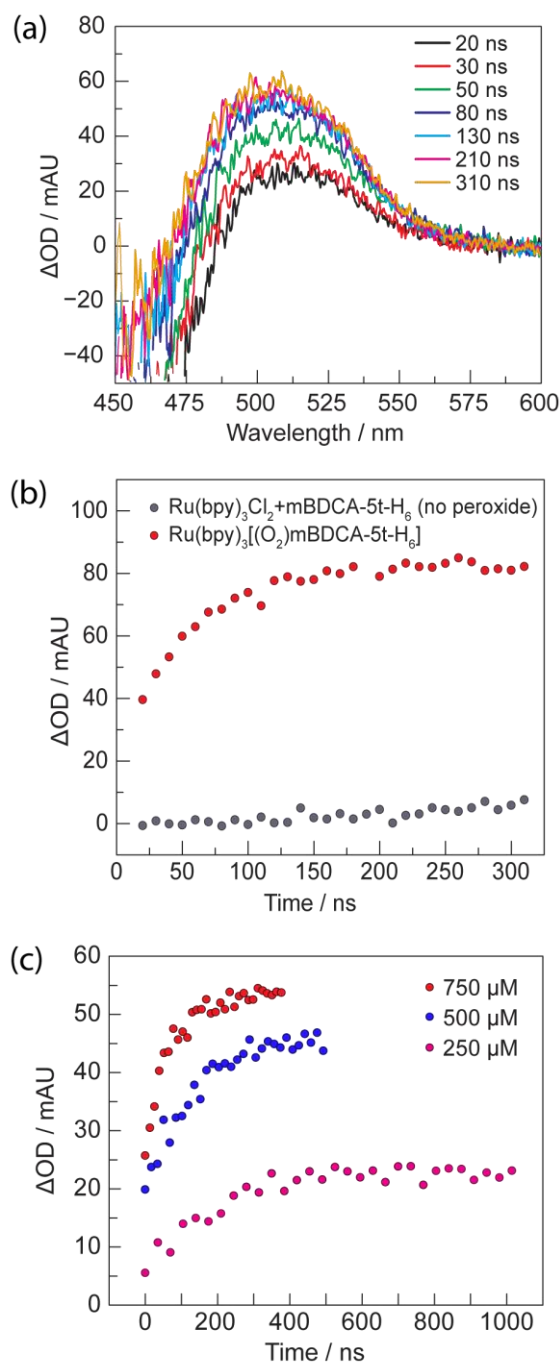 (a)
80
60
40
20
0
−20
−40
ΔOD / mAU
20 ns
30 ns
50 ns
80 ns
130 ns
210 ns
310 ns
450 475 500 525 550 575 600
Wavelength / nm
(b)
100
80
60
40
20
0
ΔOD / mAU
Ru(bpy)₃Cl₂+mBDCA-5t-H₆ (no peroxide)
Ru(bpy)₃[(O₂)mBDCA-5t-H₆]
0 50 100 150 200 250 300
Time / ns
(c)
60
50
40
30
20
10
0
ΔOD / mAU
750 µM
500 µM
250 µM
0 200 400 600 800 1000
Time / ns